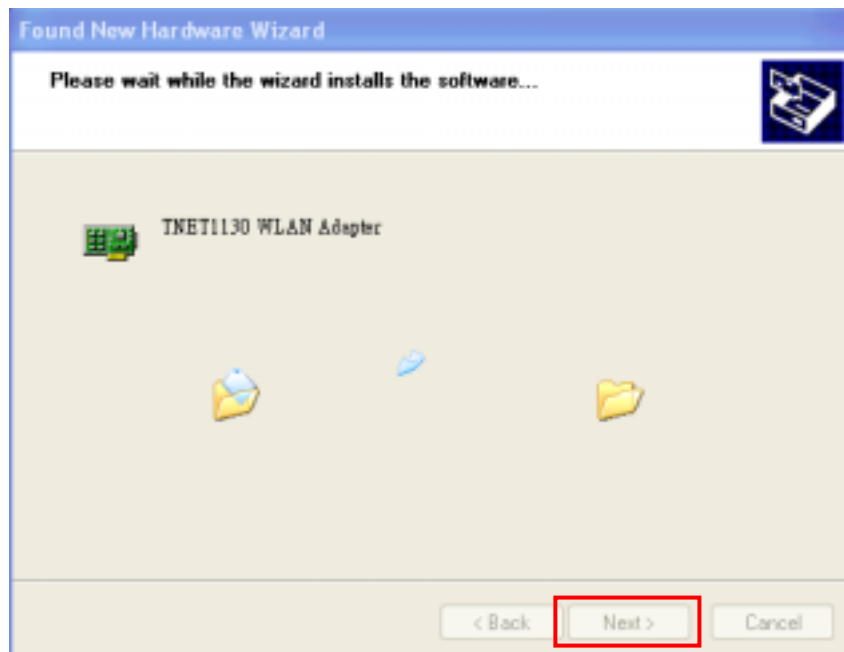 Found New Hardware Wizard
Please wait while the wizard installs the software...
TNET1130 WLAN Adapter
< Back
Next >
Cancel